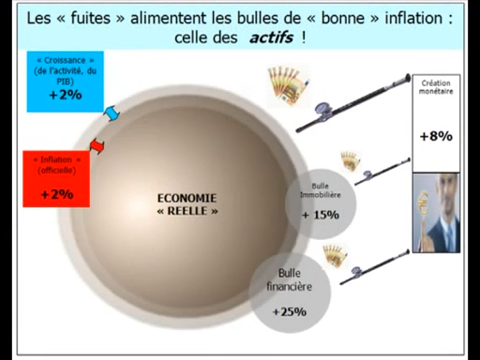 Les « fuites » alimentent les bulles de « bonne » inflation :
celle des actifs !
« Croissance »
(de l'activité, du
PIB)
+2%
« Inflation »
(officielle)
+2%
ECONOMIE
« REELLE »
Bulle
Immobilière
+ 15%
Bulle
financière
+25%
Création
monétaire
+8%